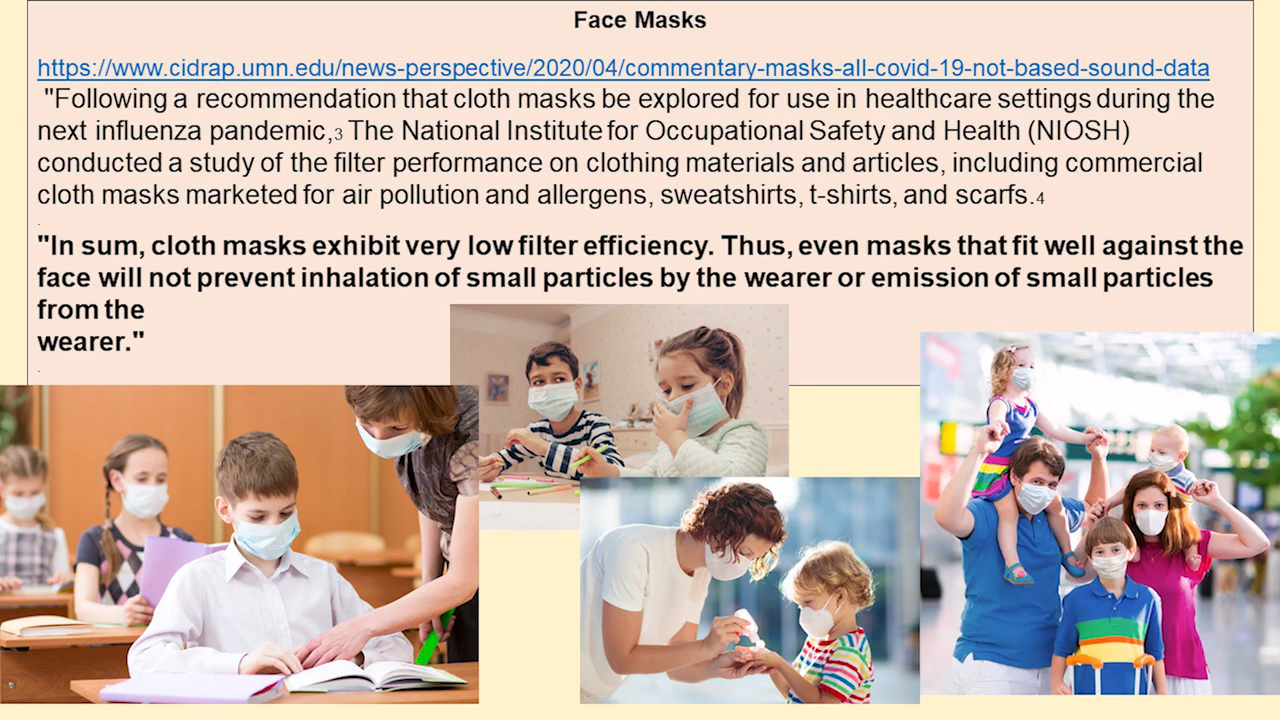 Face Masks
https://www.cidrap.umn.edu/news-perspective/2020/04/commentary-masks-all-covid-19-not-based-sound-data
"Following a recommendation that cloth masks be explored for use in healthcare settings during the
next influenza pandemic,3 The National Institute for Occupational Safety and Health (NIOSH)
conducted a study of the filter performance on clothing materials and articles, including commercial
cloth masks marketed for air pollution and allergens, sweatshirts, t-shirts, and scarfs.4
.
"In sum, cloth masks exhibit very low filter efficiency. Thus, even masks that fit well against the
face will not prevent inhalation of small particles by the wearer or emission of small particles
from the
wearer."
.